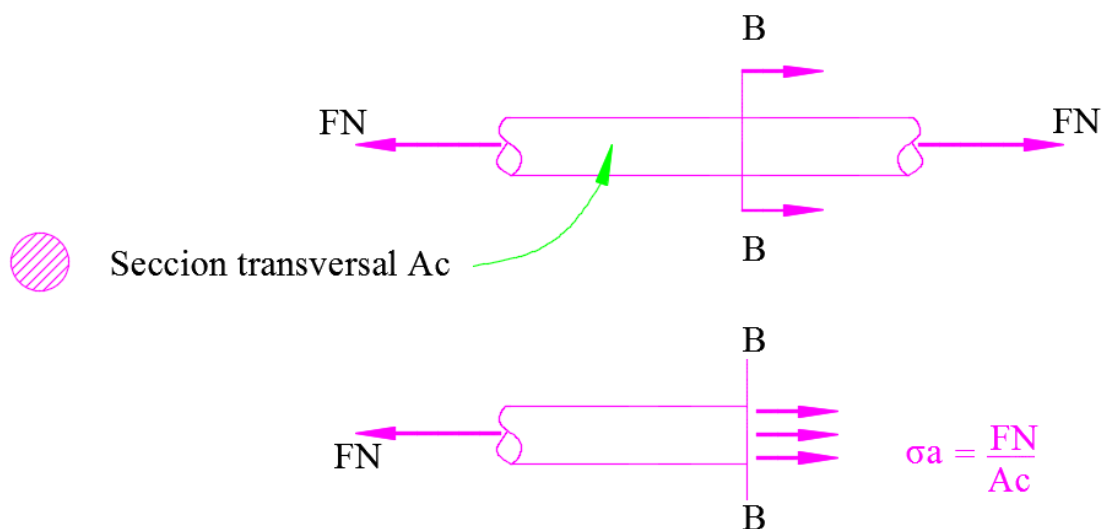 B
FN
FN
B
Seccion transversal Ac
B
FN
σa = FN
Ac
B